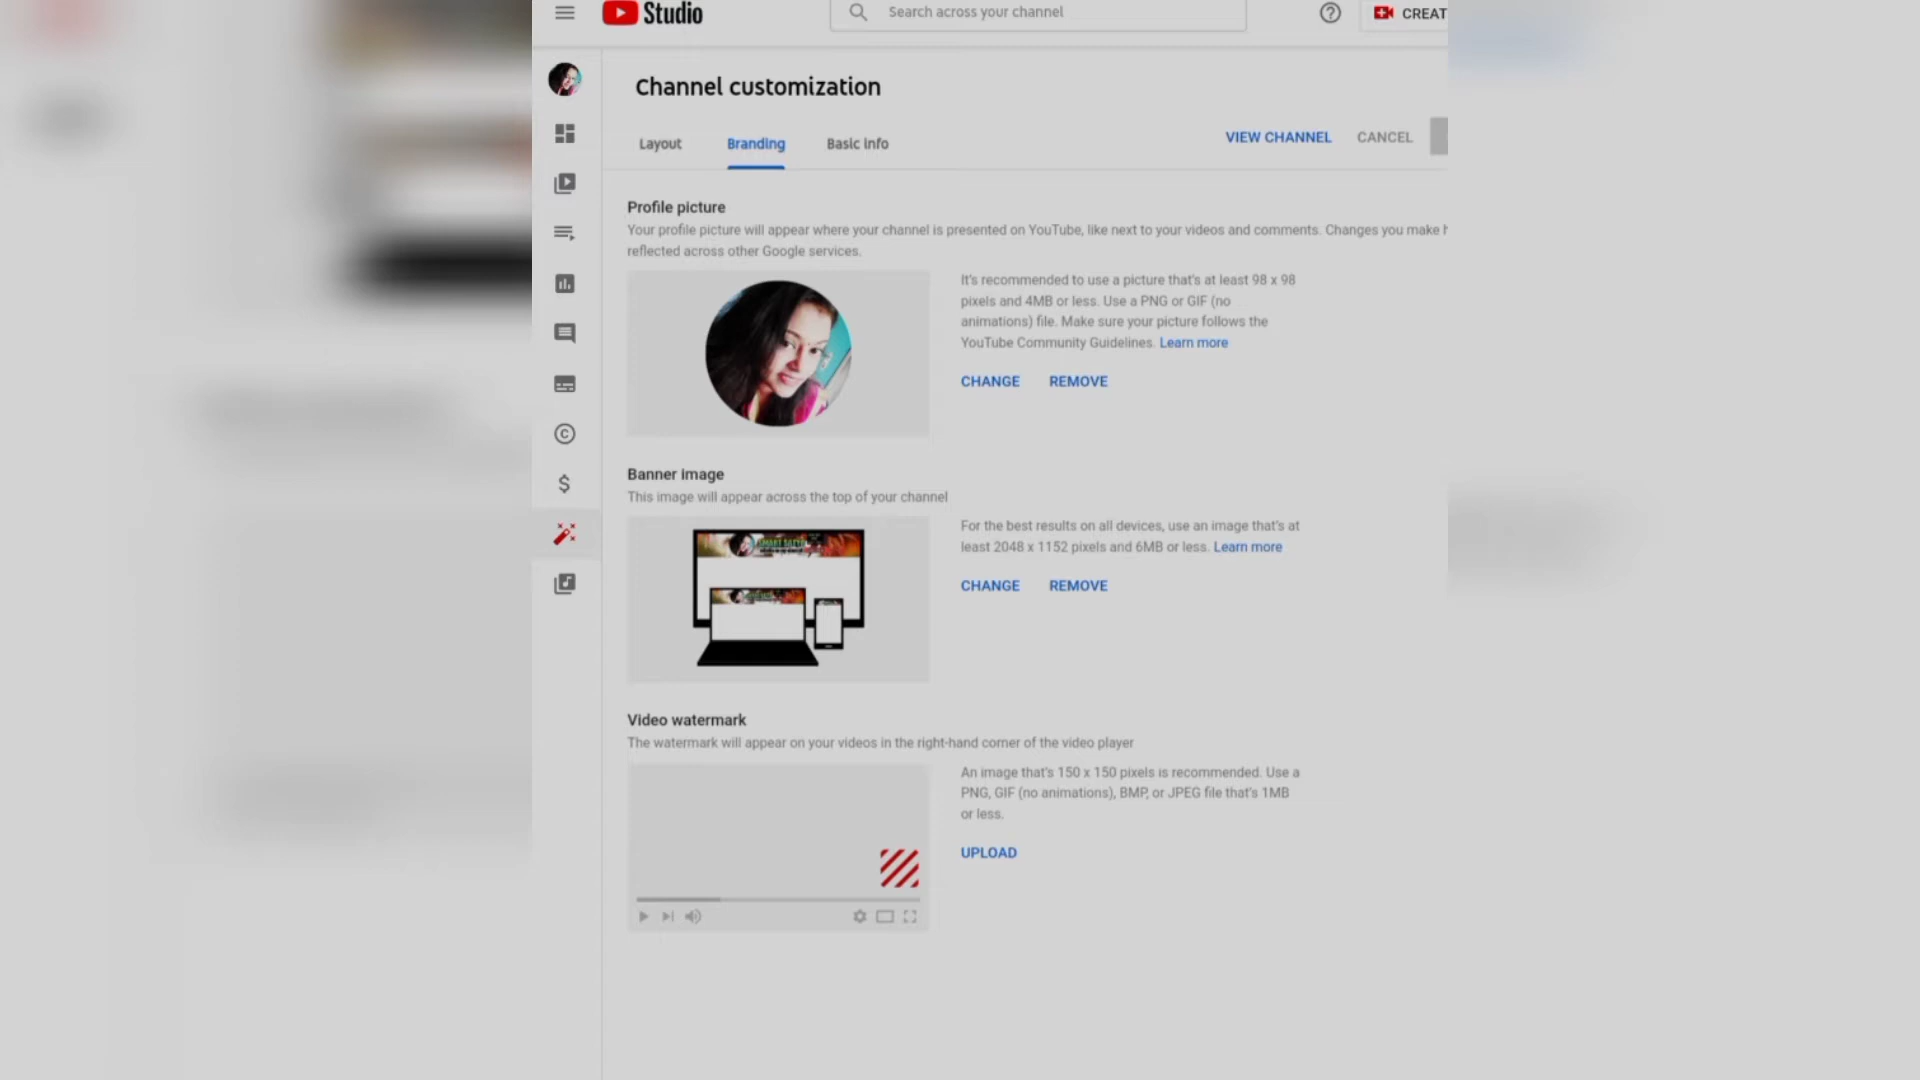 Studio
Search across your channel
CREAT
Channel customization
Layout
Branding
Basic info
VIEW CHANNEL
CANCEL
Profile picture
Your profile picture will appear where your channel is presented on YouTube, like next to your videos and comments. Changes you make h
reflected across other Google services.
It's recommended to use a picture that's at least 98 x 98
pixels and 4MB or less. Use a PNG or GIF (no
animations) file. Make sure your picture follows the
YouTube Community Guidelines. Learn more
CHANGE
REMOVE
Banner image
This image will appear across the top of your channel
For the best results on all devices, use an image that's at
least 2048 x 1152 pixels and 6MB or less. Learn more
CHANGE
REMOVE
Video watermark
The watermark will appear on your videos in the right-hand corner of the video player
An image that's 150 x 150 pixels is recommended. Use a
PNG, GIF (no animations), BMP, or JPEG file that's 1MB
or less.
UPLOAD